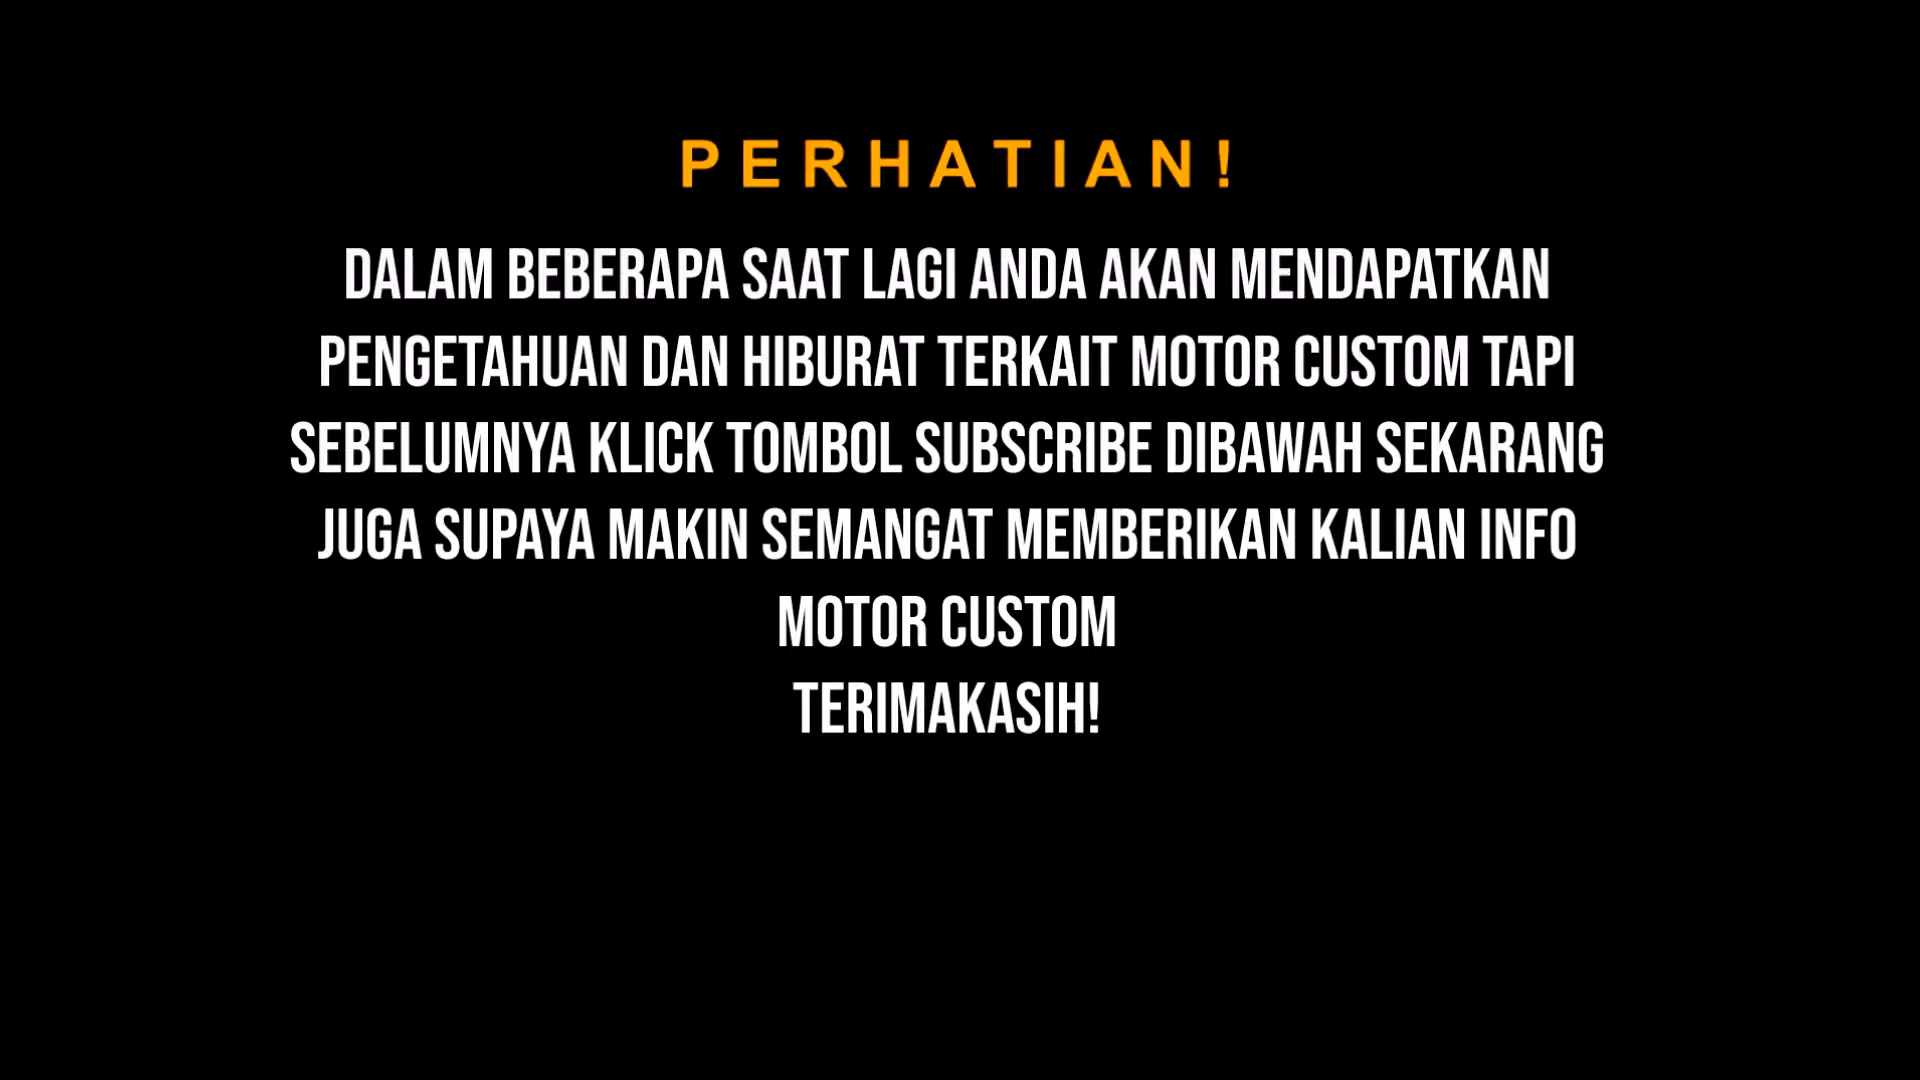 PERHATIAN!
DALAM BEBERAPA SAAT LAGI ANDA AKAN MENDAPATKAN
PENGETAHUAN DAN HIBURAT TERKAIT MOTOR CUSTOM TAPI
SEBELUMNYA KLICK TOMBOL SUBSCRIBE DIBAWAH SEKARANG
JUGA SUPAYA MAKIN SEMANGAT MEMBERIKAN KALIAN INFO
MOTOR CUSTOM
TERIMAKASIH!